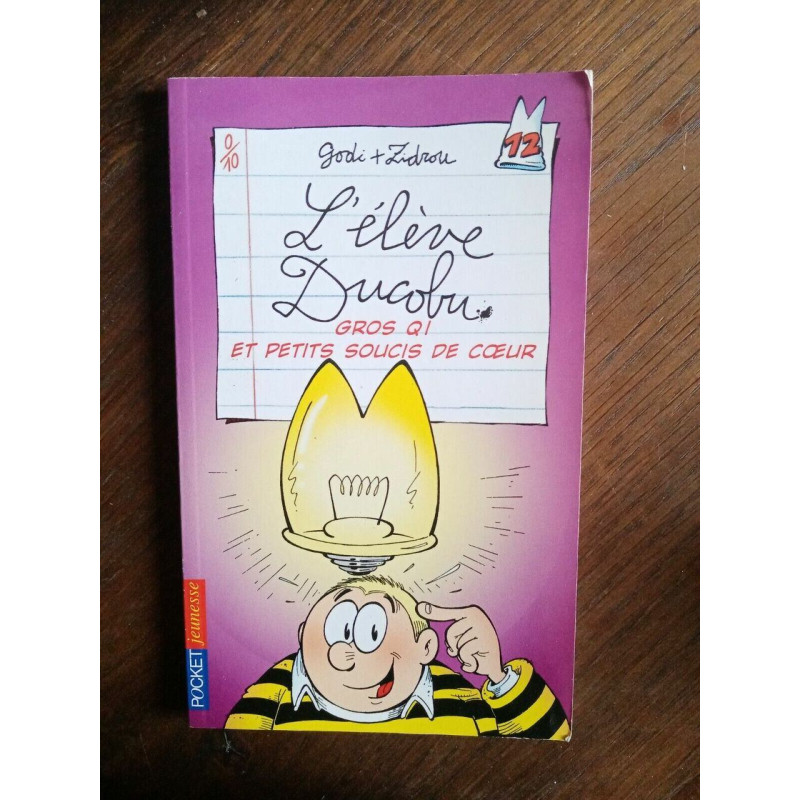 0/10
Godi + Zidrou
12
L'élève
Ducobu
GROS QI
ET PETITS SOUCIS DE CŒUR
POCKET jeunesse